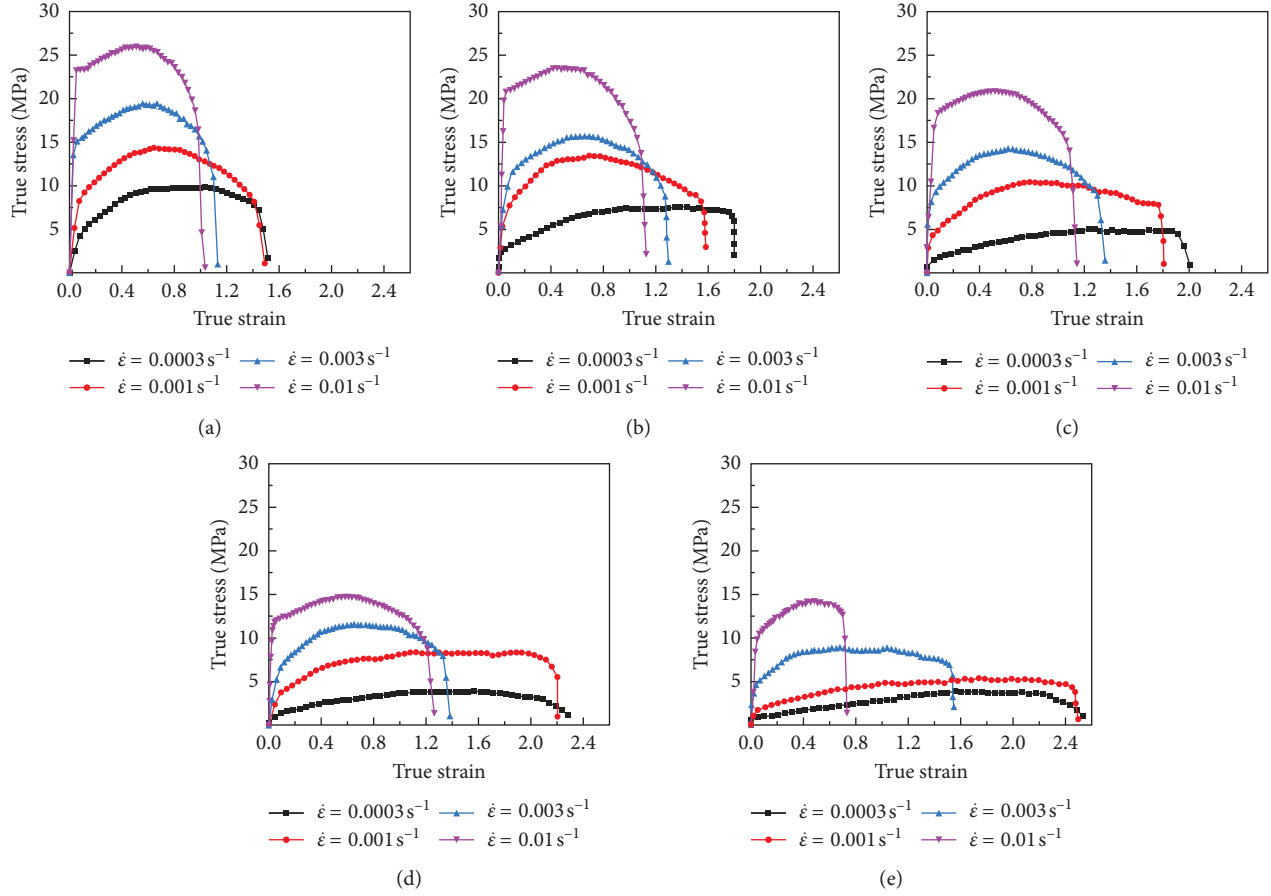 30
25
20
15
10
5
True stress (MPa)
0.0 0.4 0.8 1.2 1.6 2.0 2.4
True strain
ε̇ = 0.0003 s⁻¹
ε̇ = 0.003 s⁻¹
ε̇ = 0.001 s⁻¹
ε̇ = 0.01 s⁻¹
(a)
30
25
20
15
10
5
True stress (MPa)
0.0 0.4 0.8 1.2 1.6 2.0 2.4
True strain
ε̇ = 0.0003 s⁻¹
ε̇ = 0.003 s⁻¹
ε̇ = 0.001 s⁻¹
ε̇ = 0.01 s⁻¹
(b)
30
25
20
15
10
5
True stress (MPa)
0.0 0.4 0.8 1.2 1.6 2.0 2.4
True strain
ε̇ = 0.0003 s⁻¹
ε̇ = 0.003 s⁻¹
ε̇ = 0.001 s⁻¹
ε̇ = 0.01 s⁻¹
(c)
30
25
20
15
10
5
True stress (MPa)
0.0 0.4 0.8 1.2 1.6 2.0 2.4
True strain
ε̇ = 0.0003 s⁻¹
ε̇ = 0.003 s⁻¹
ε̇ = 0.001 s⁻¹
ε̇ = 0.01 s⁻¹
(d)
30
25
20
15
10
5
True stress (MPa)
0.0 0.4 0.8 1.2 1.6 2.0 2.4
True strain
ε̇ = 0.0003 s⁻¹
ε̇ = 0.003 s⁻¹
ε̇ = 0.001 s⁻¹
ε̇ = 0.01 s⁻¹
(e)